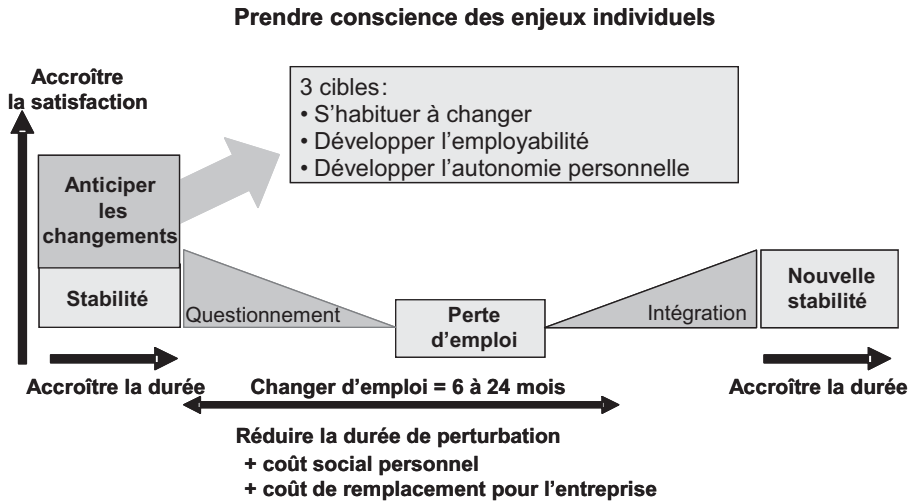 Prendre conscience des enjeux individuels
Accroître
la satisfaction
3 cibles :
• S'habituer à changer
• Développer l'employabilité
• Développer l'autonomie personnelle
Anticiper
les
changements
Stabilité
Questionnement
Perte
d'emploi
Intégration
Nouvelle
stabilité
Accroître la durée
Changer d'emploi = 6 à 24 mois
Accroître la durée
Réduire la durée de perturbation
+ coût social personnel
+ coût de remplacement pour l'entreprise